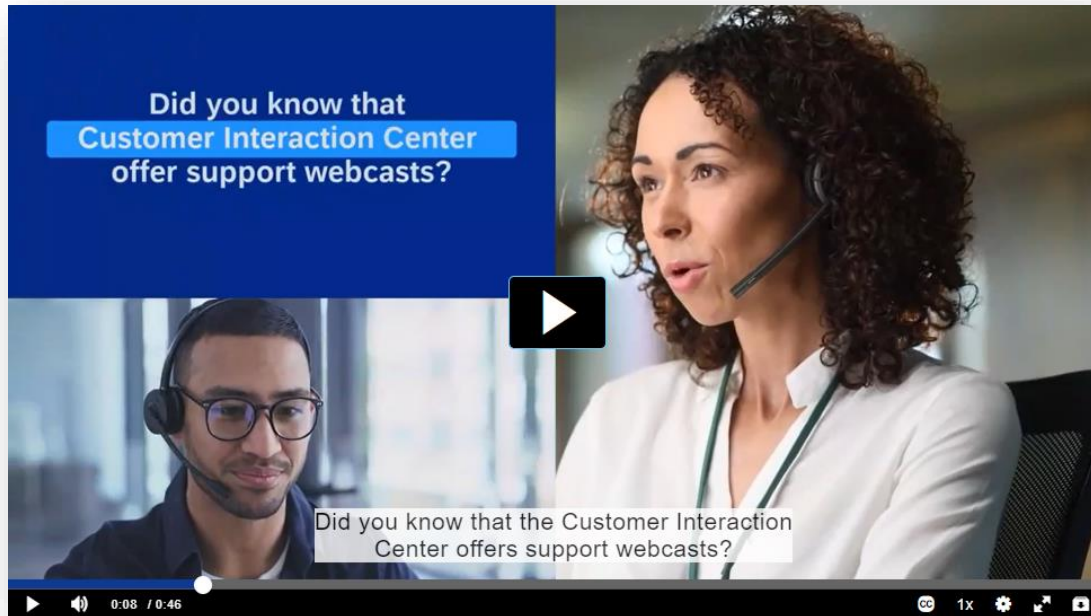 Did you know that
Customer Interaction Center
offer support webcasts?
Did you know that the Customer Interaction
Center offers support webcasts?
0:08 / 0:46
CC
1x